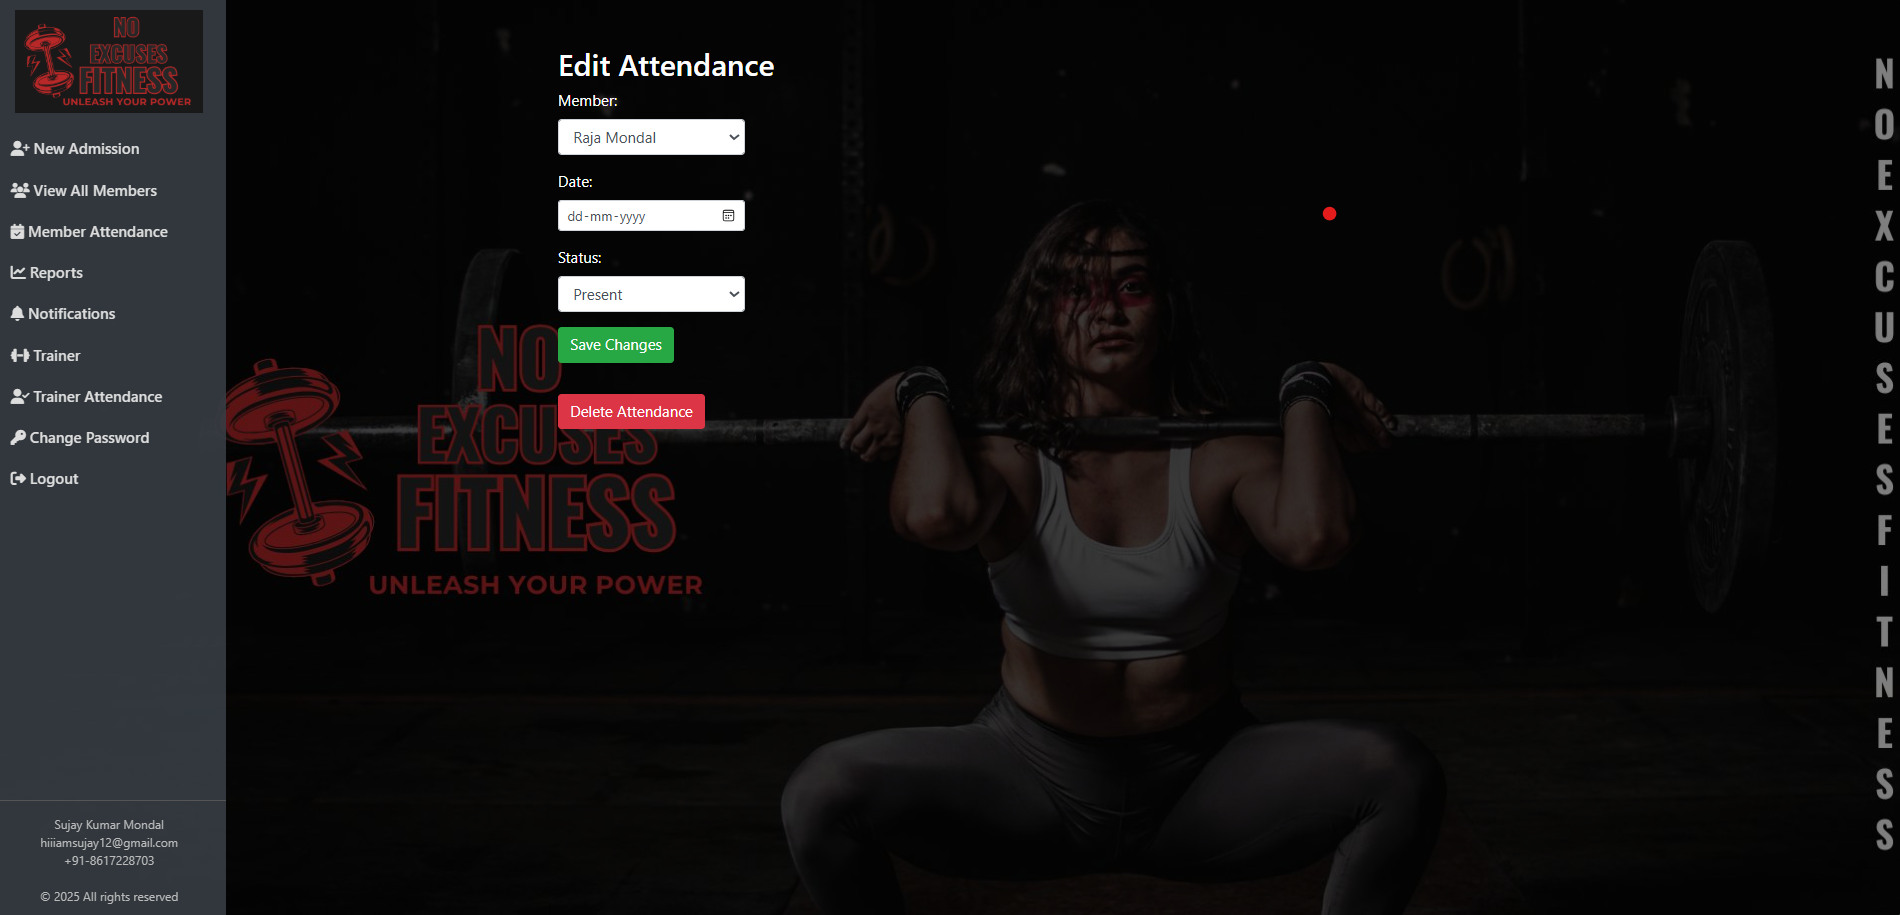 NO
EXCUSES
FITNESS
UNLEASH YOUR POWER
New Admission
View All Members
Member Attendance
Reports
Notifications
Trainer
Trainer Attendance
Change Password
Logout
Sujay Kumar Mondal
hiiiamsujay12@gmail.com
+91-8617228703
© 2025 All rights reserved
Edit Attendance
Member:
Raja Mondal
Date:
dd-mm-yyyy
Status:
Present
Save Changes
Delete Attendance
NO
EXCUSES
FITNESS
UNLEASH YOUR POWER
NOEXCUSESFITNESS